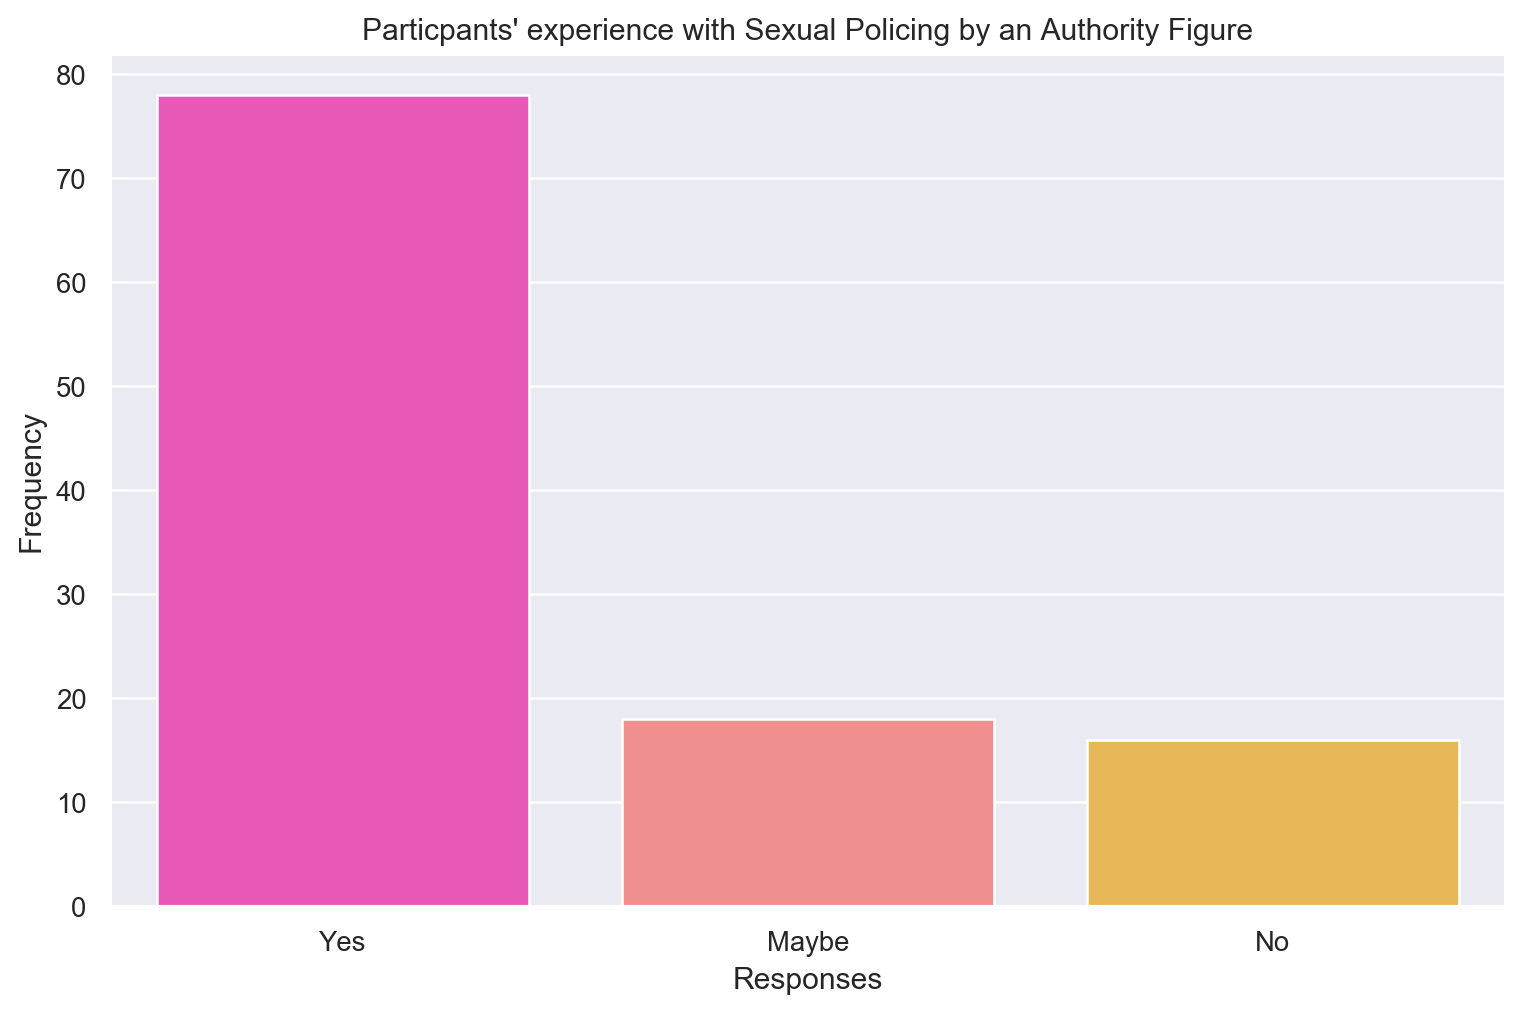 Particpants' experience with Sexual Policing by an Authority Figure
80
70
60
50
40
30
20
10
0
Frequency
Yes Maybe No
Responses